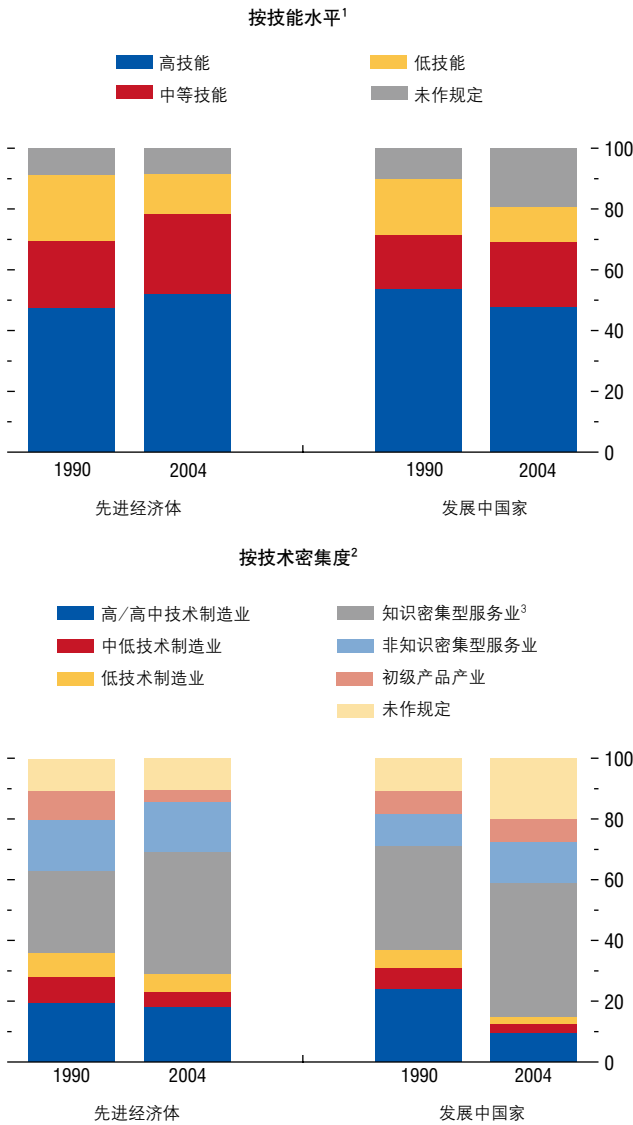 按技能水平¹
高技能 低技能
中等技能 未作规定
100
80
60
40
20
0
1990 2004 1990 2004
先进经济体 发展中国家
按技术密集度²
高/高中技术制造业 知识密集型服务业³
中低技术制造业 非知识密集型服务业
低技术制造业 初级产品产业
未作规定
100
80
60
40
20
0
1990 2004 1990 2004
先进经济体 发展中国家